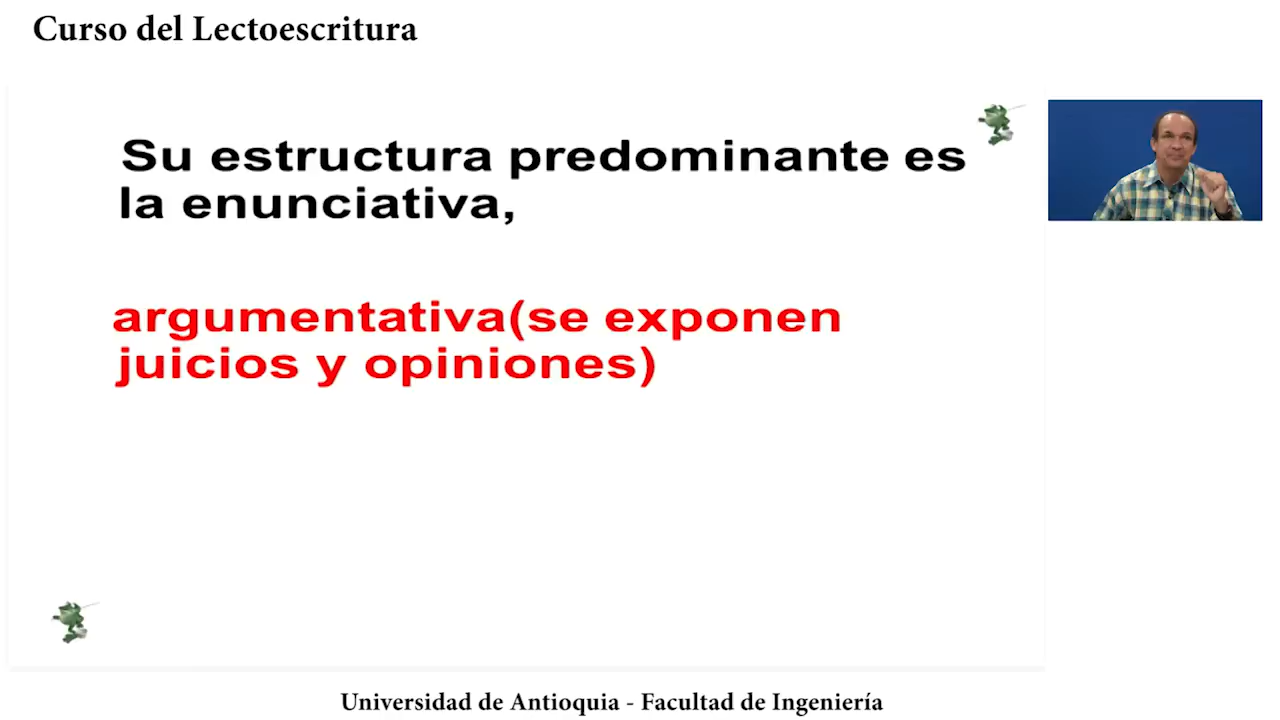 Curso del Lectoescritura
Su estructura predominante es
la enunciativa,
argumentativa(se exponen
juicios y opiniones)
Universidad de Antioquia - Facultad de Ingeniería